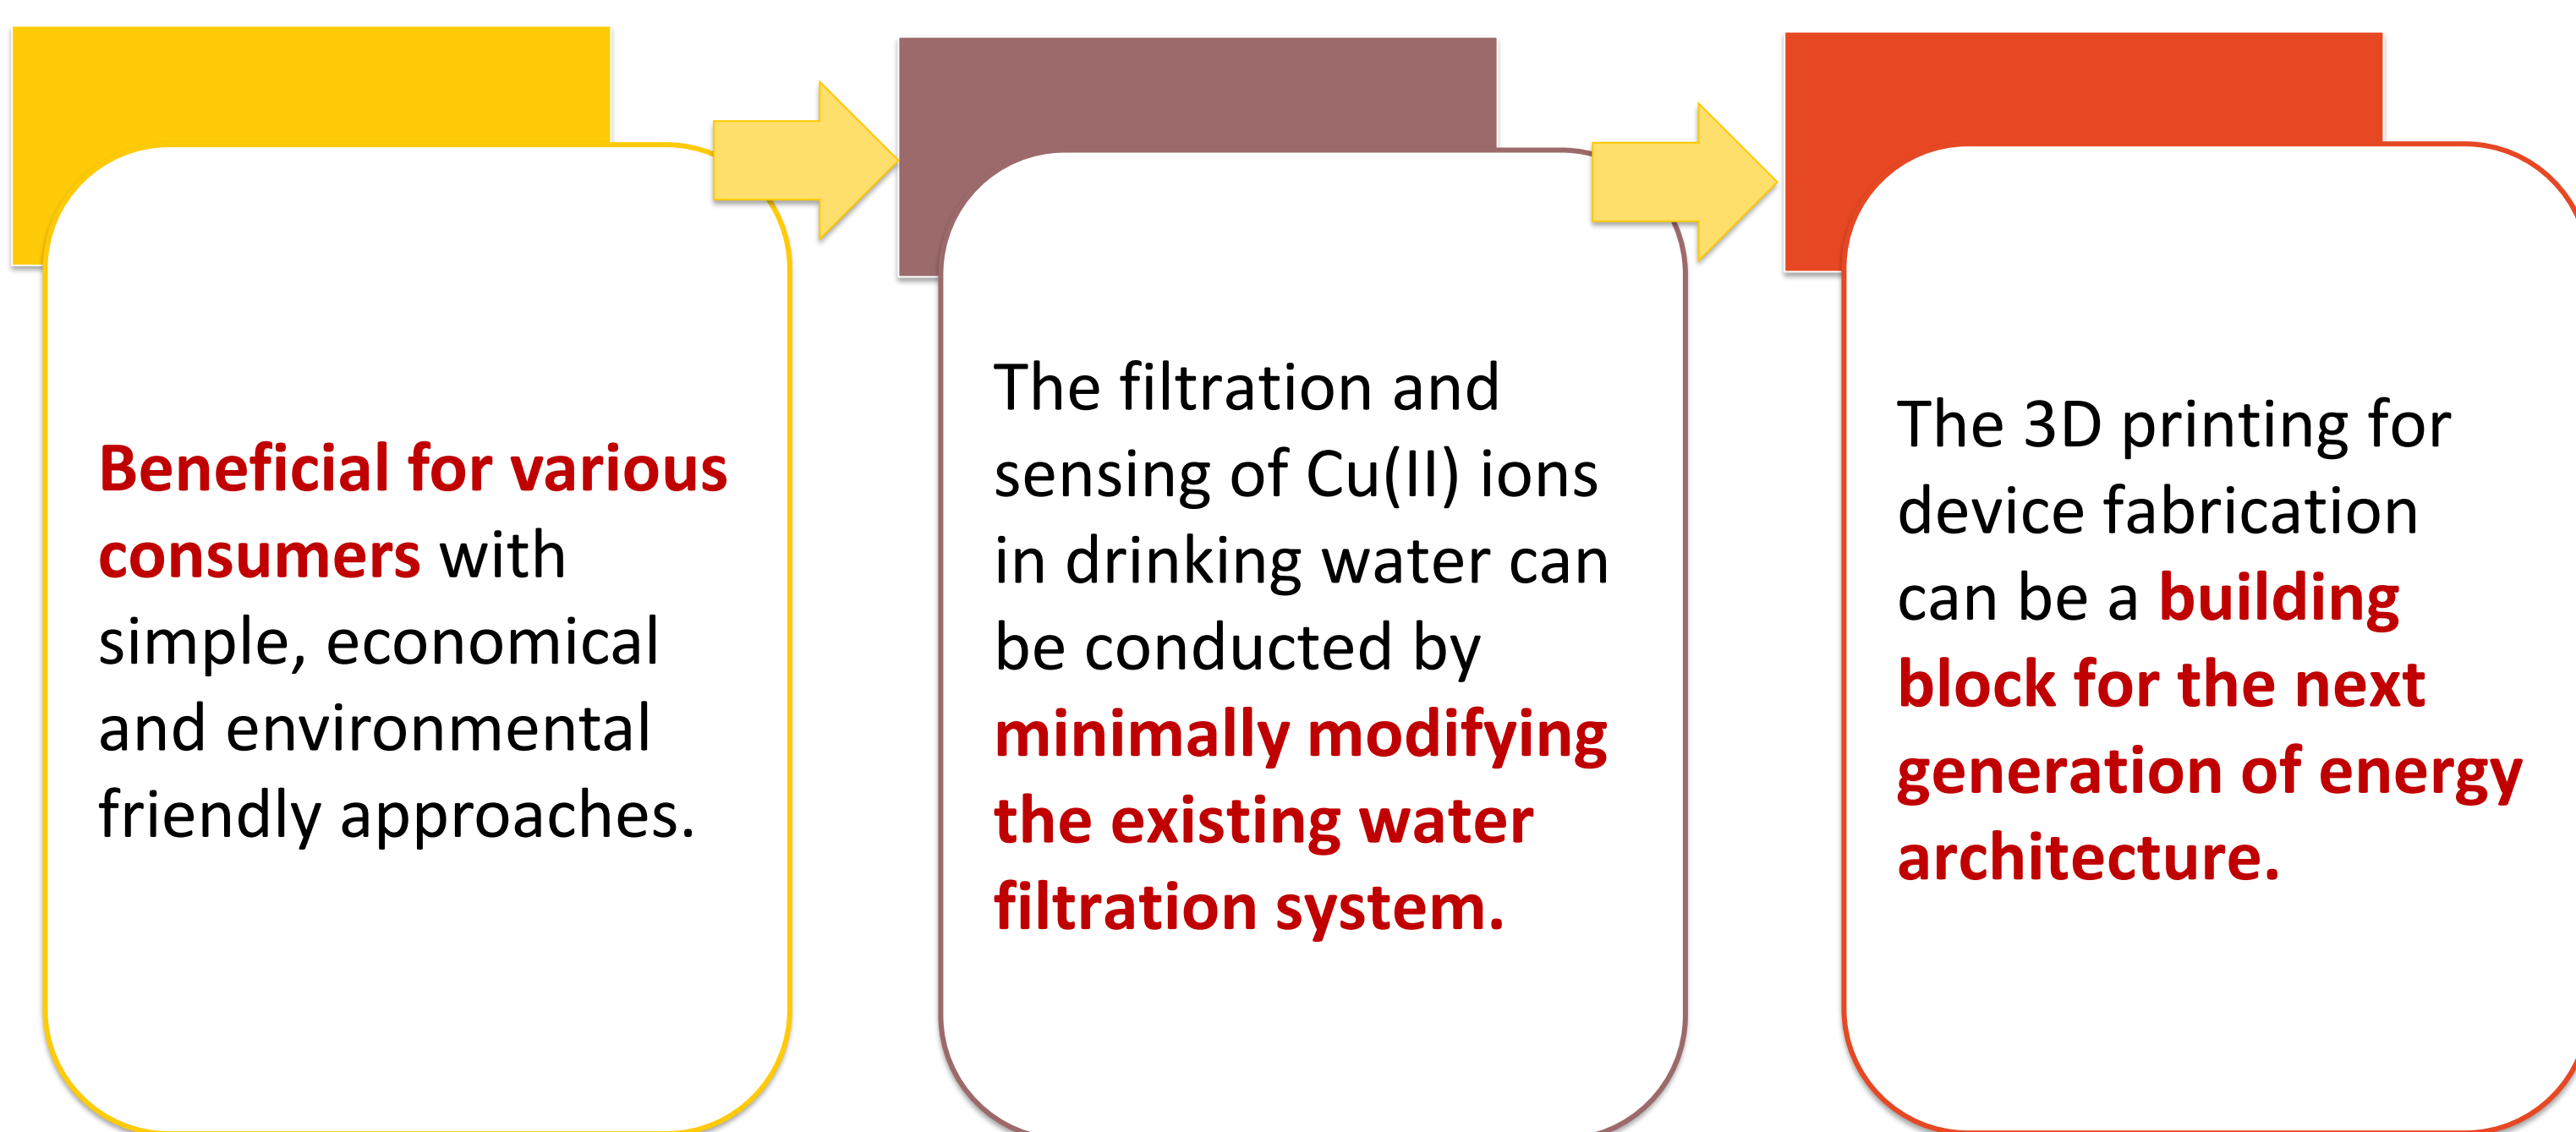 Beneficial for various
consumers with
simple, economical
and environmental
friendly approaches.
The filtration and
sensing of Cu(II) ions
in drinking water can
be conducted by
minimally modifying
the existing water
filtration system.
The 3D printing for
device fabrication
can be a building
block for the next
generation of energy
architecture.